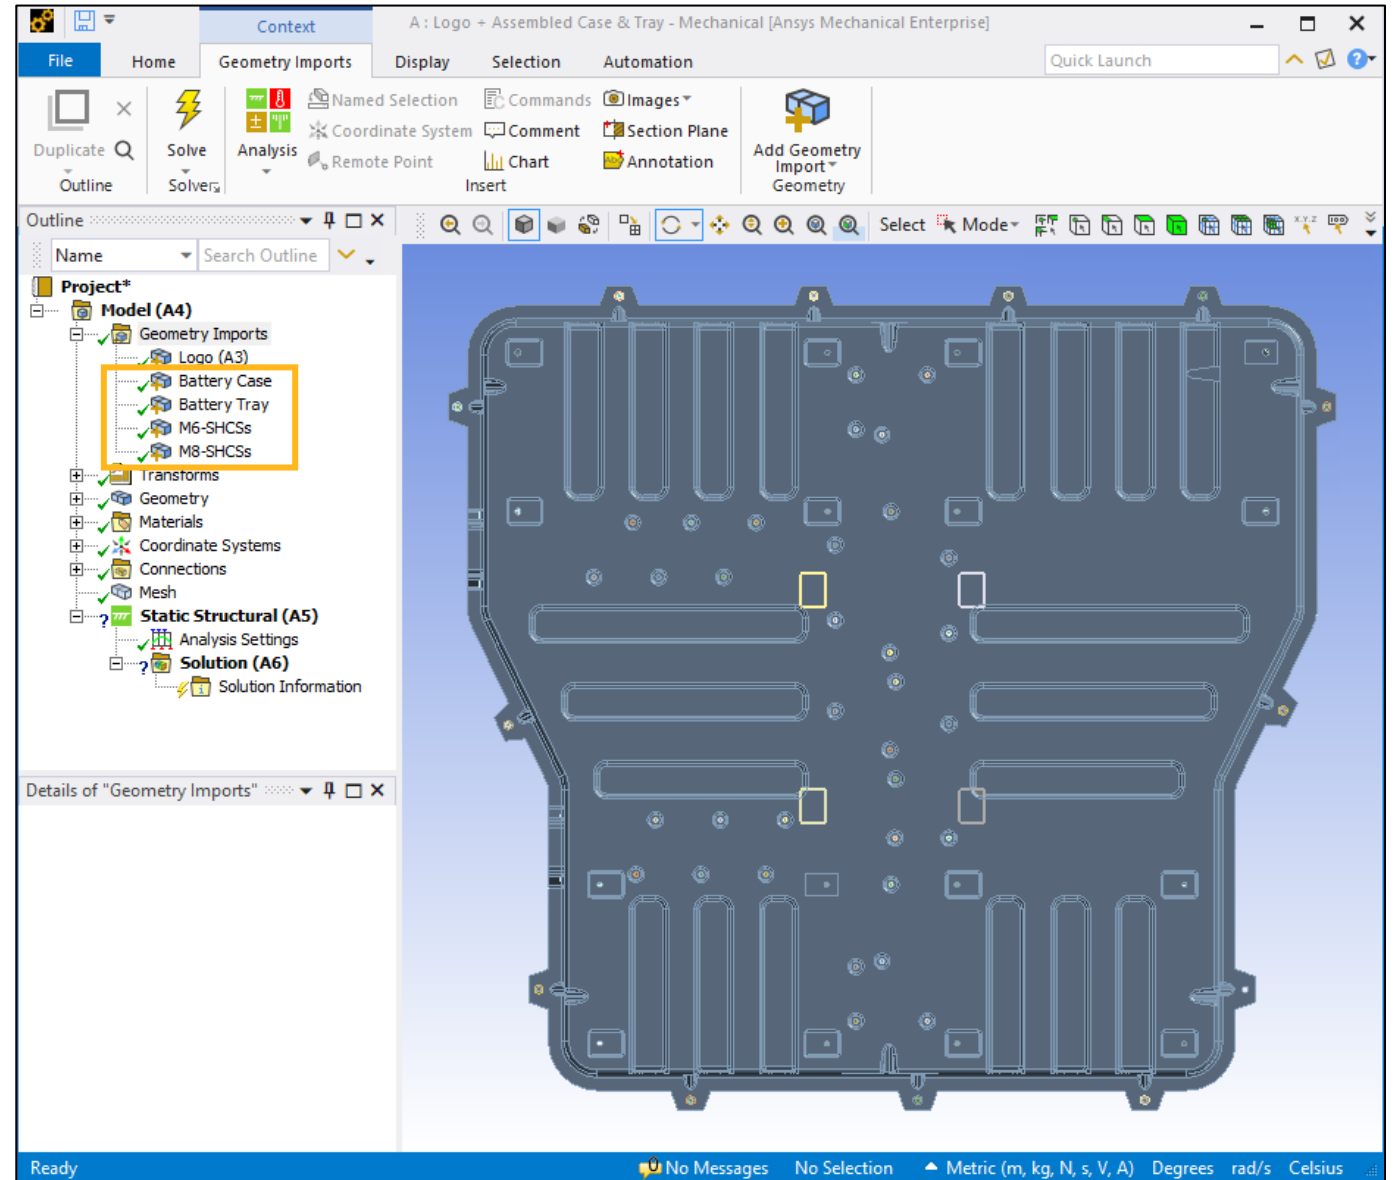 Context
A : Logo + Assembled Case & Tray - Mechanical [Ansys Mechanical Enterprise]
File Home Geometry Imports Display Selection Automation Quick Launch
Duplicate
Outline
Solve
Solvers
Analysis
Named Selection
Coordinate System
Remote Point
Commands
Comment
Chart
Images
Section Plane
Annotation
Insert
Add Geometry
Import
Geometry
Outline
Name Search Outline
Select Mode
Project*
Model (A4)
Geometry Imports
Logo (A3)
Battery Case
Battery Tray
M6-SHCSs
M8-SHCSs
Transforms
Geometry
Materials
Coordinate Systems
Connections
Mesh
Static Structural (A5)
Analysis Settings
Solution (A6)
Solution Information
Details of "Geometry Imports"
Ready
No Messages No Selection Metric (m, kg, N, s, V, A) Degrees rad/s Celsius